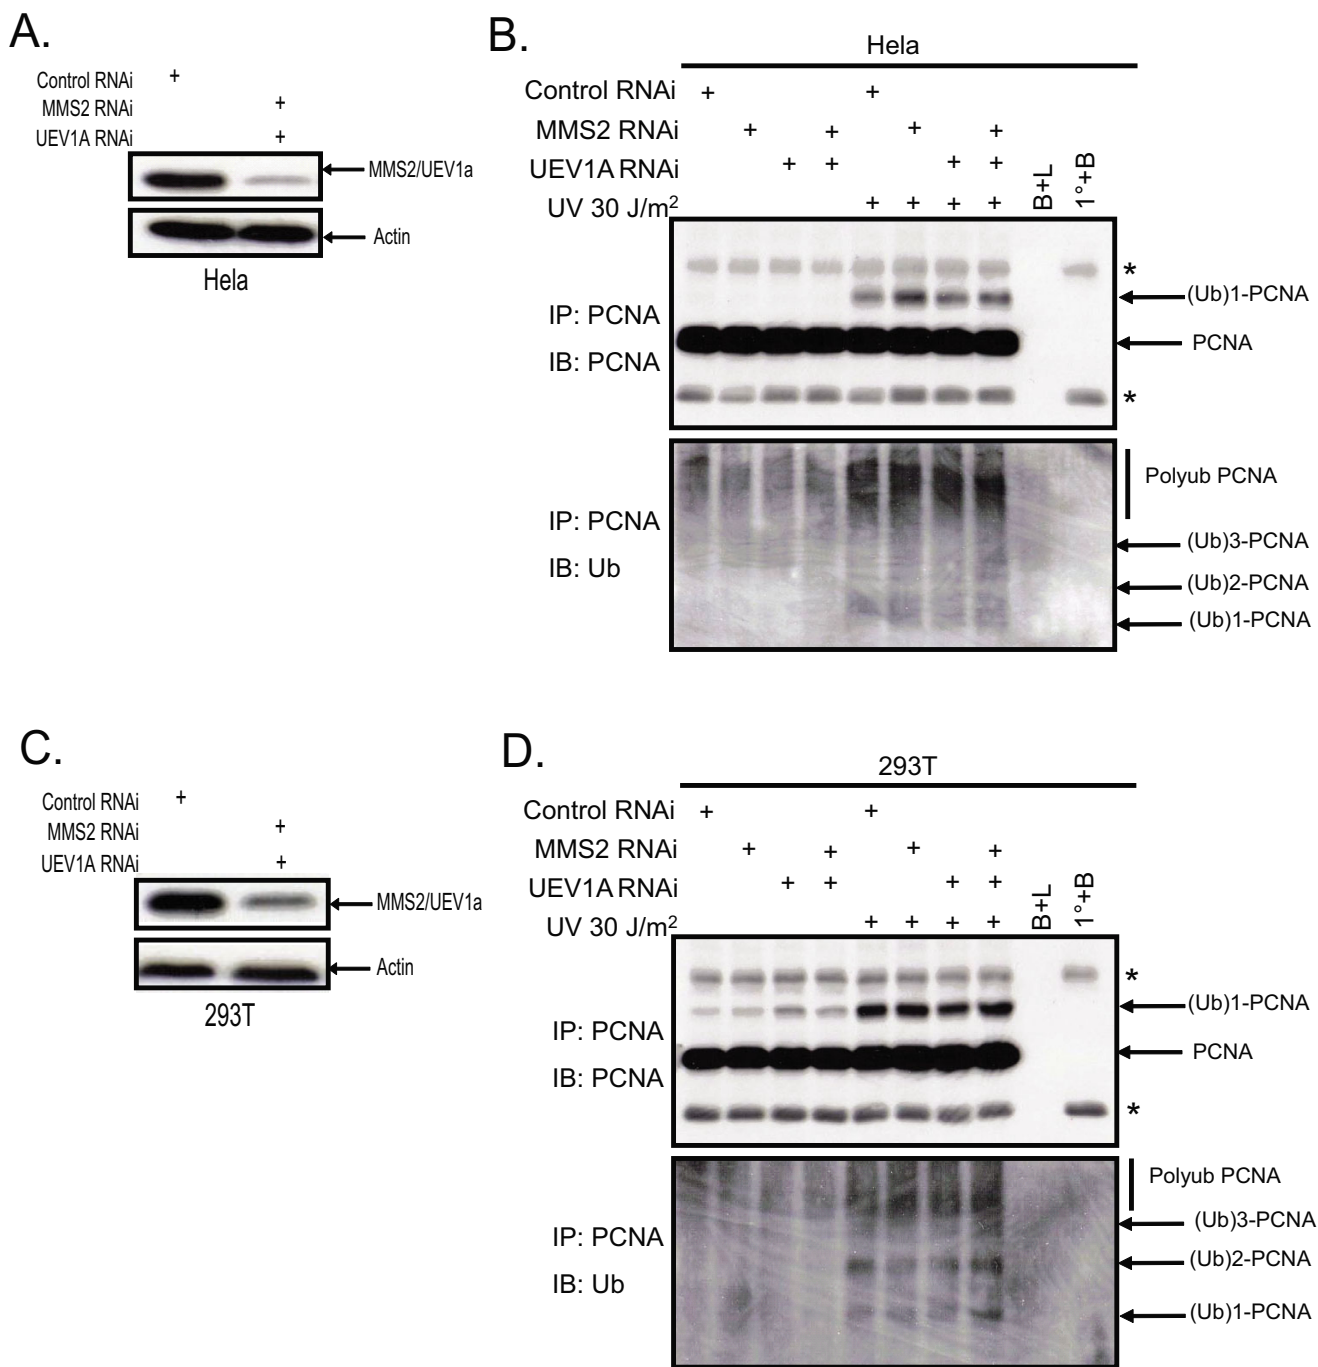 A.
Control RNAi +
MMS2 RNAi +
UEV1A RNAi +
MMS2/UEV1a
Actin
Hela
B.
Hela
Control RNAi + +
MMS2 RNAi + + + +
UEV1A RNAi + + + +
UV 30 J/m² + + + +
B+L
1°+B
*
(Ub)1-PCNA
IP: PCNA
PCNA
IB: PCNA
*
Polyub PCNA
IP: PCNA
(Ub)3-PCNA
IB: Ub
(Ub)2-PCNA
(Ub)1-PCNA
C.
Control RNAi +
MMS2 RNAi +
UEV1A RNAi +
MMS2/UEV1a
Actin
293T
D.
293T
Control RNAi + +
MMS2 RNAi + + + +
UEV1A RNAi + + + +
UV 30 J/m² + + + +
B+L
1°+B
*
(Ub)1-PCNA
IP: PCNA
PCNA
IB: PCNA
*
Polyub PCNA
(Ub)3-PCNA
IP: PCNA
(Ub)2-PCNA
IB: Ub
(Ub)1-PCNA